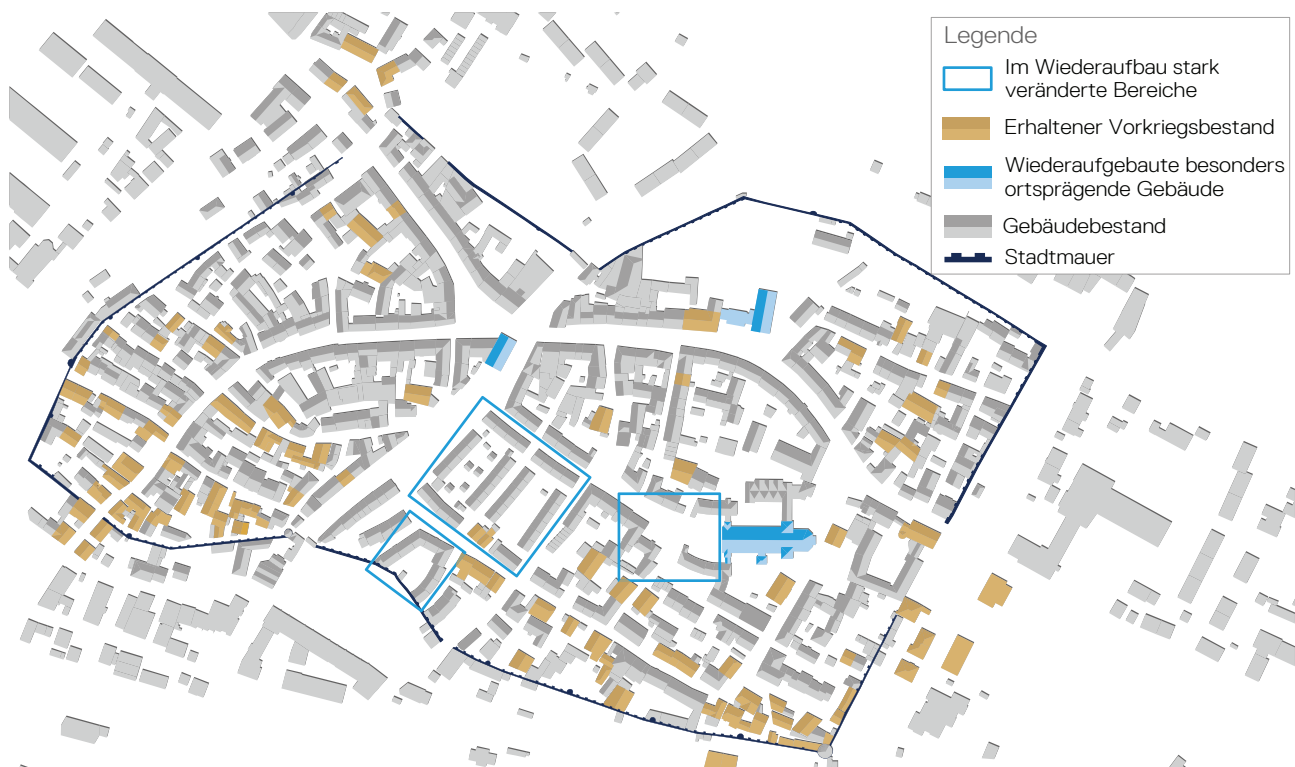 Legende
Im Wiederaufbau stark
veränderte Bereiche
Erhaltener Vorkriegsbestand
Wiederaufgebaute besonders
ortsprägende Gebäude
Gebäudebestand
Stadtmauer